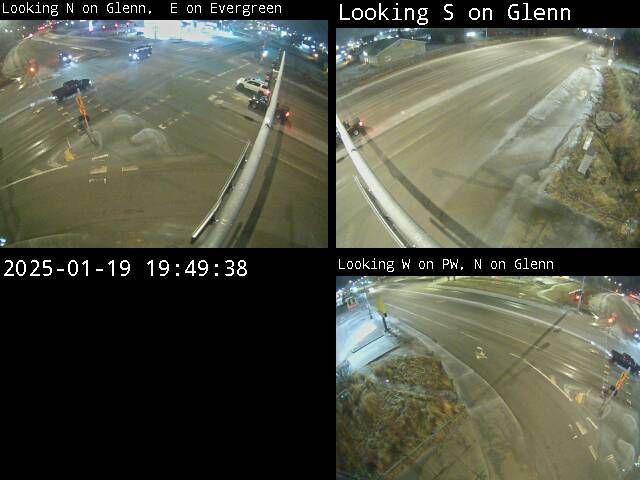 Looking N on Glenn,  E on Evergreen
Looking S on Glenn
2025-01-19 19:49:38
Looking W on PW, N on Glenn